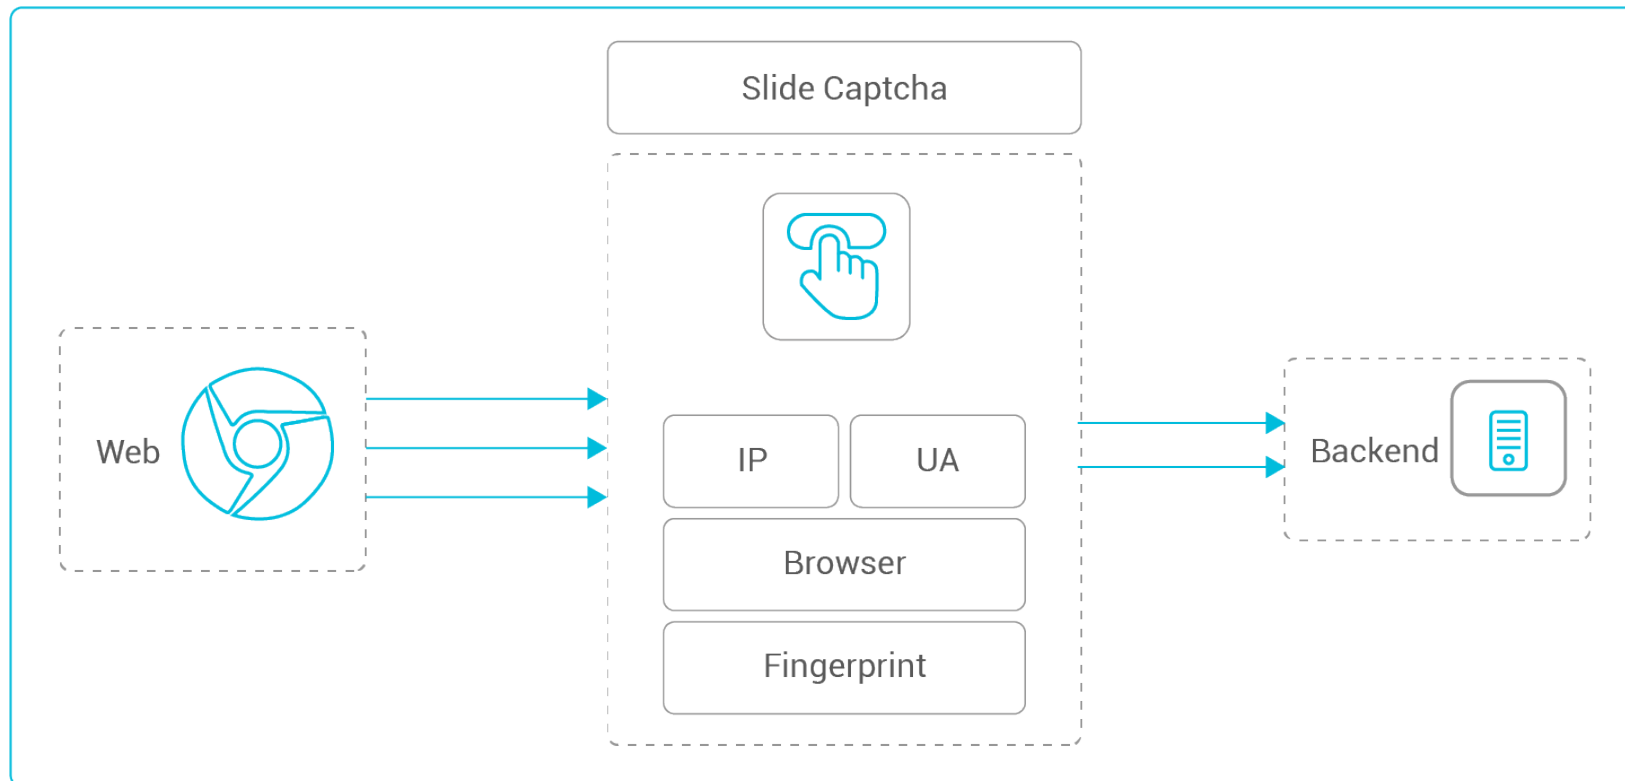 Slide Captcha
Web
IP
UA
Browser
Fingerprint
Backend